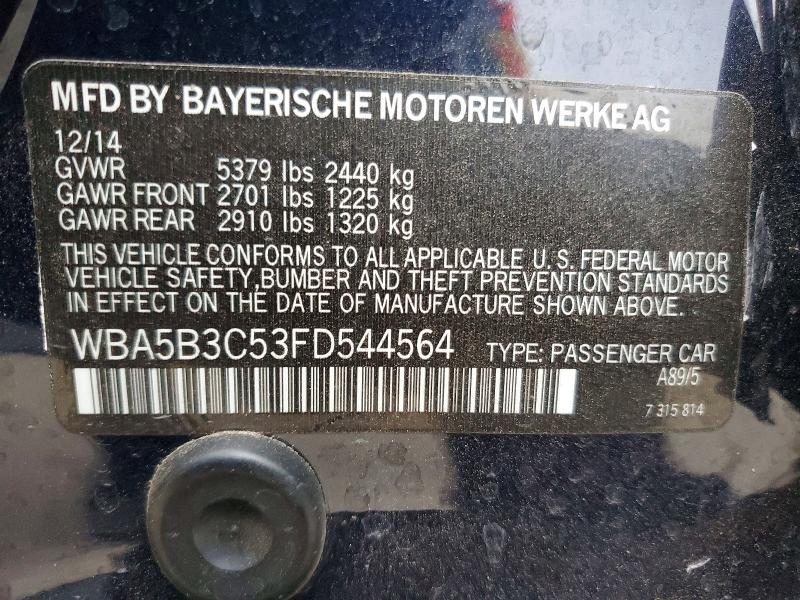 MFD BY BAYERISCHE MOTOREN WERKE AG
12/14
GVWR 5379 lbs 2440 kg
GAWR FRONT 2701 lbs 1225 kg
GAWR REAR 2910 lbs 1320 kg
THIS VEHICLE CONFORMS TO ALL APPLICABLE U.S. FEDERAL MOTOR
VEHICLE SAFETY,BUMBER AND THEFT PREVENTION STANDARDS
IN EFFECT ON THE DATE OF MANUFACTURE SHOWN ABOVE.
WBA5B3C53FD544564 TYPE: PASSENGER CAR
A89/5
7 315 814